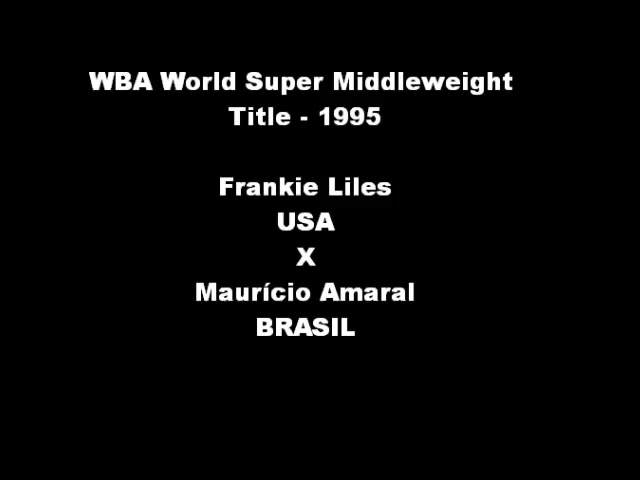 WBA World Super Middleweight
Title - 1995
Frankie Liles
USA
X
Maurício Amaral
BRASIL